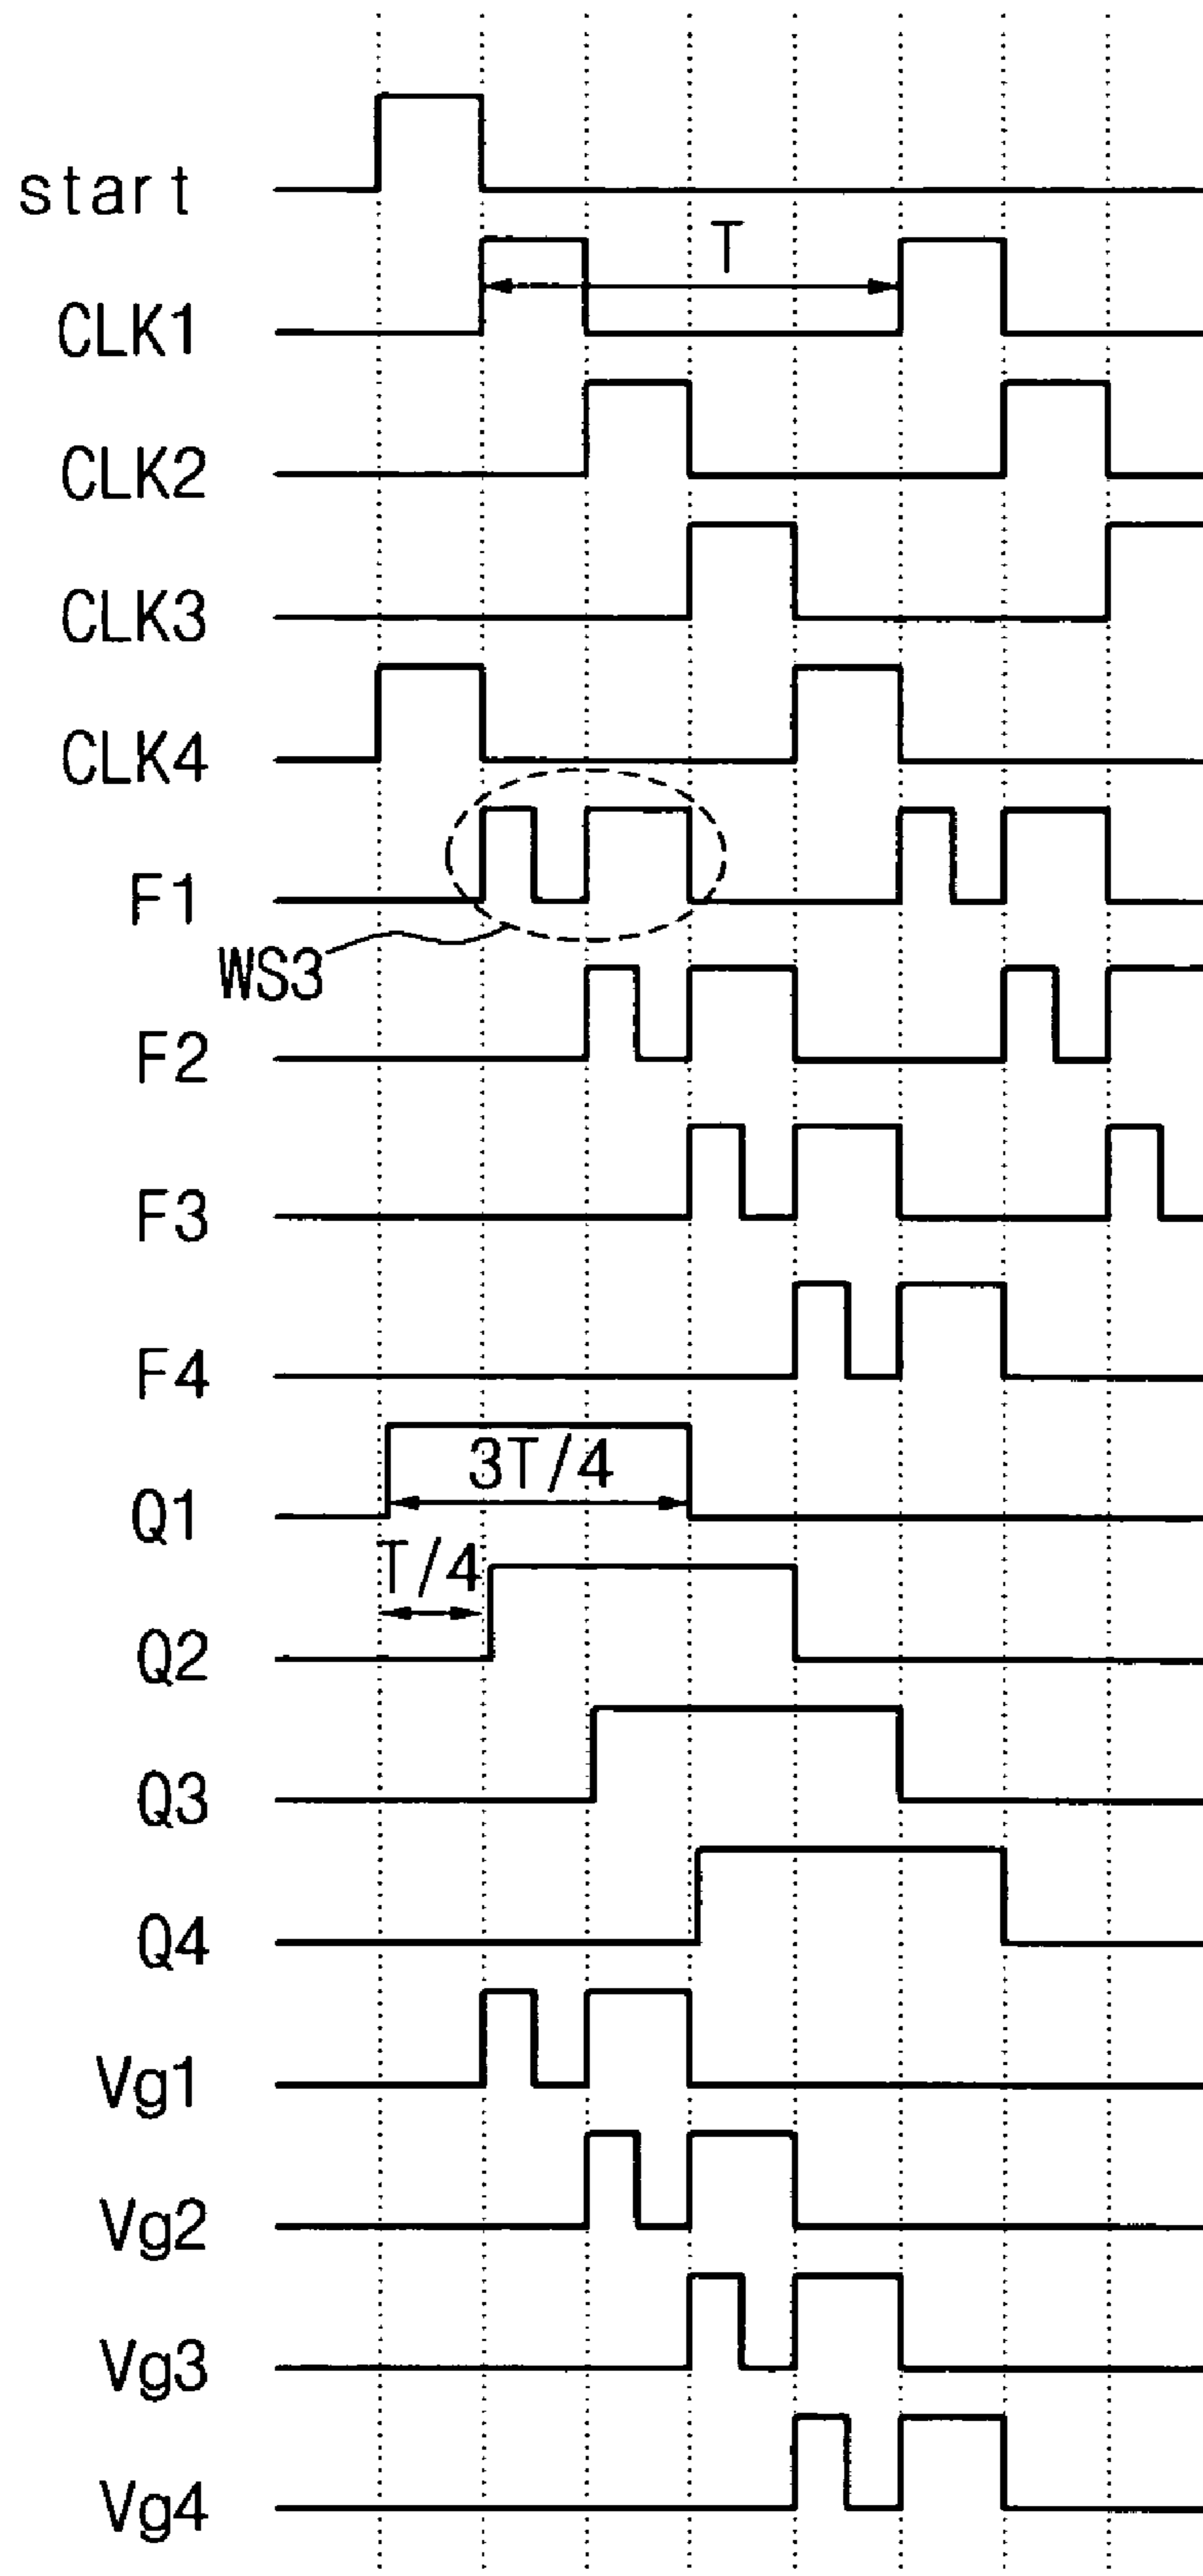 start
T
CLK1
CLK2
CLK3
CLK4
F1
WS3
F2
F3
F4
3T/4
Q1
T/4
Q2
Q3
Q4
Vg1
Vg2
Vg3
Vg4